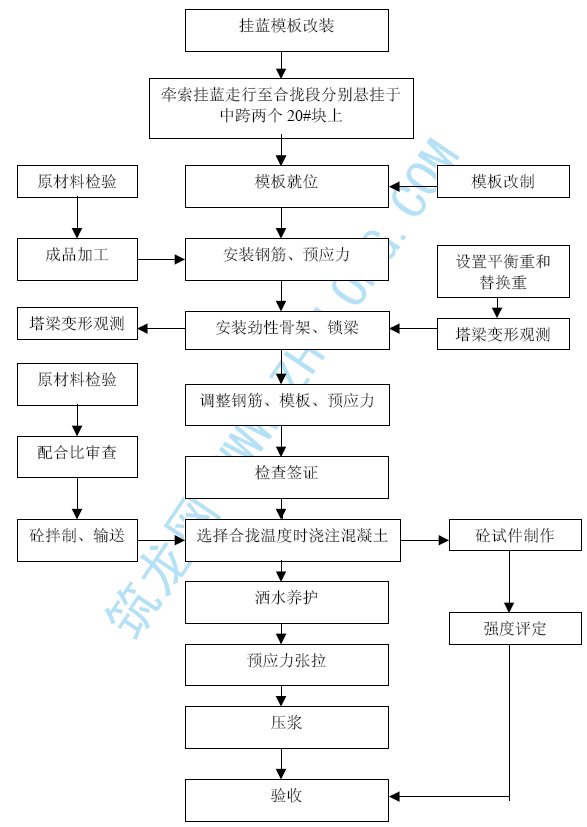 挂蓝模板改装
牵索挂蓝走行至合拢段分别悬挂于
中跨两个 20#块上
原材料检验
模板就位
模板改制
成品加工
安装钢筋、预应力
设置平衡重和
替换重
塔梁变形观测
安装劲性骨架、锁梁
塔梁变形观测
原材料检验
调整钢筋、模板、预应力
配合比审查
检查签证
砼拌制、输送
选择合拢温度时浇注混凝土
砼试件制作
洒水养护
强度评定
预应力张拉
压浆
验收
筑龙网 WWW.ZHULONG.COM